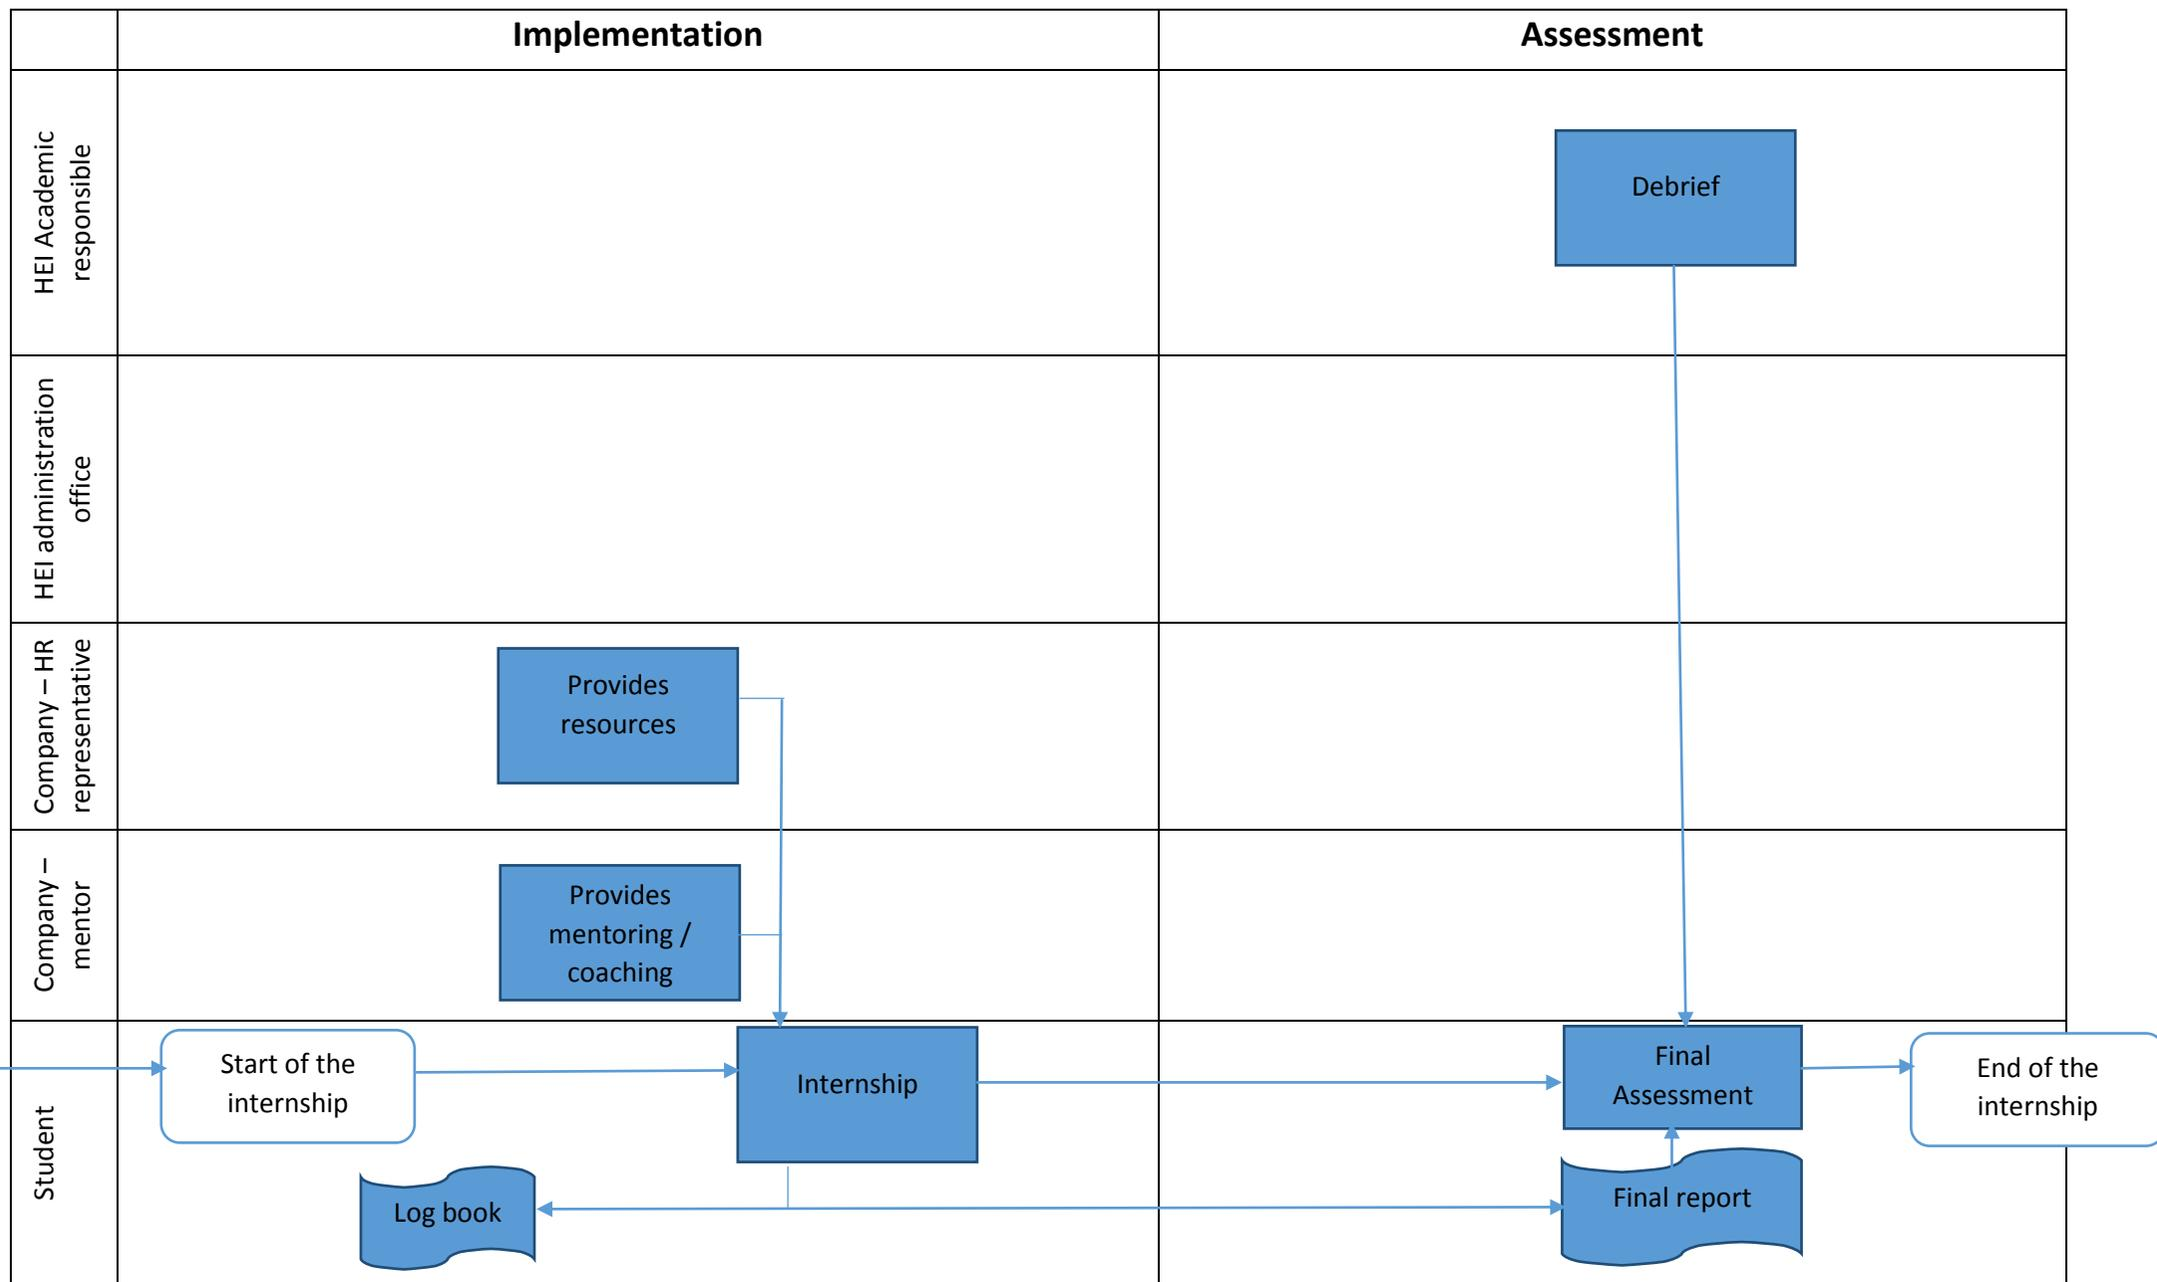 Implementation
Assessment
HEI Academic
responsible
Debrief
HEI administration
office
Company – HR
representative
Provides
resources
Company –
mentor
Provides
mentoring /
coaching
Student
Start of the
internship
Internship
Final
Assessment
End of the
internship
Log book
Final report